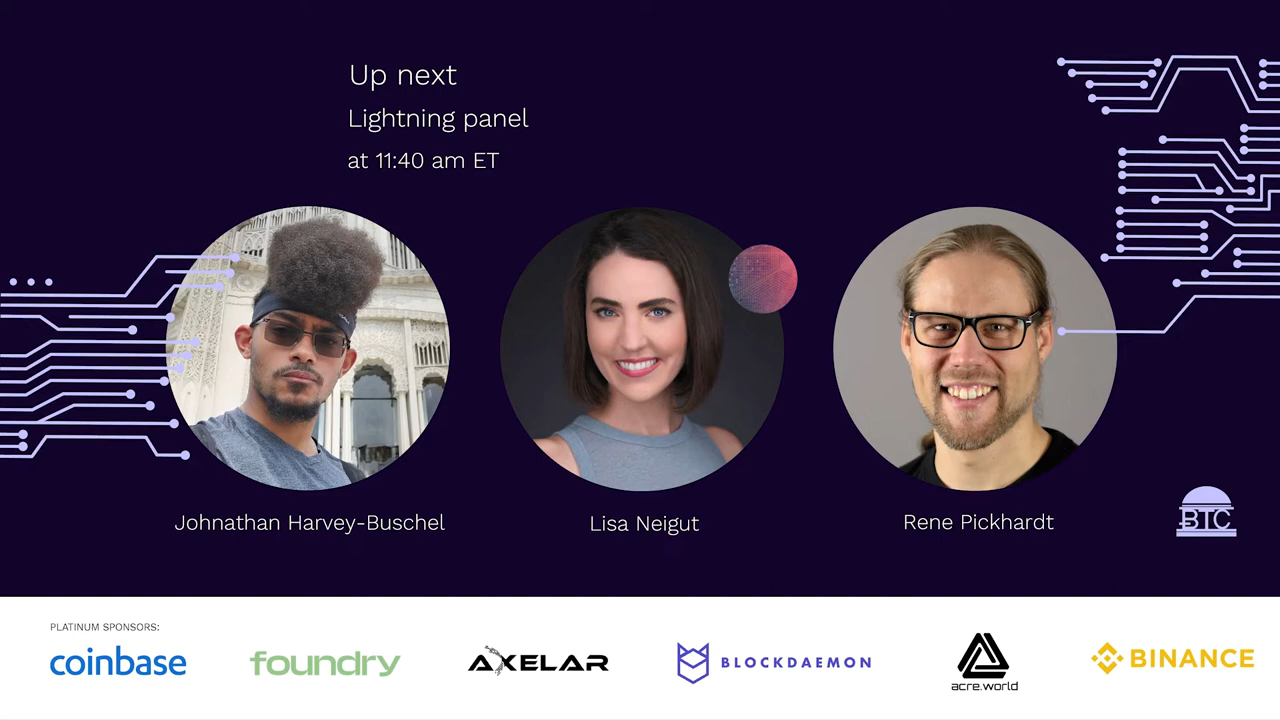 Up next
Lightning panel
at 11:40 am ET
Johnathan Harvey-Buschel
Lisa Neigut
Rene Pickhardt
BTC
PLATINUM SPONSORS:
coinbase
foundry
AXELAR
BLOCKDAEMON
acre.world
BINANCE